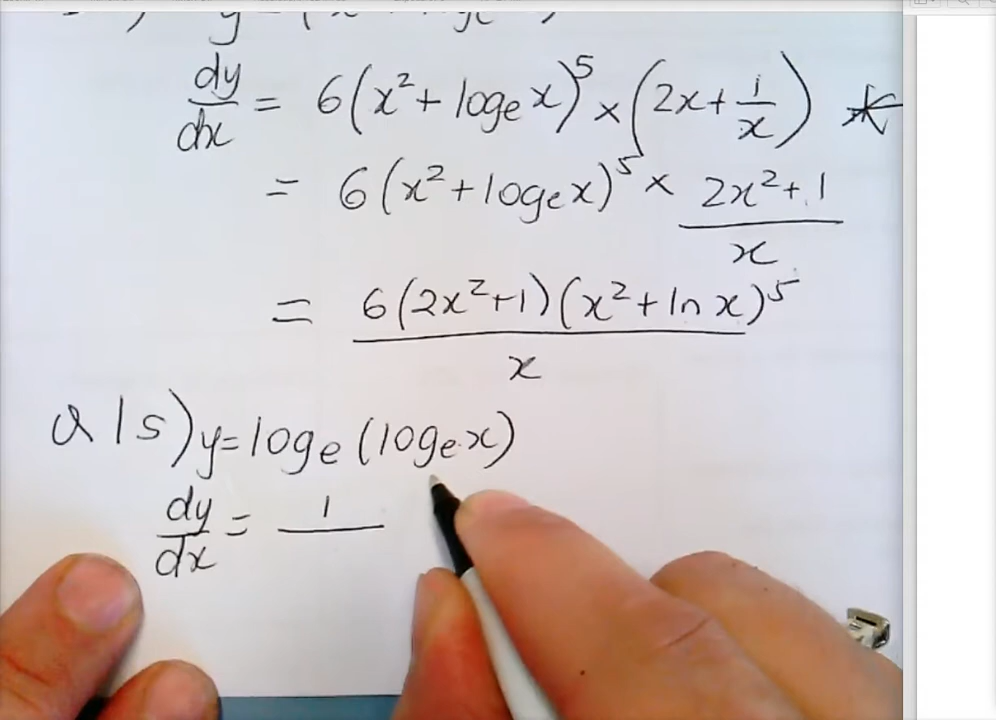 dy/dx = 6(x² + logₑ x)⁵ × (2x + 1/x) *
= 6(x² + logₑ x)⁵ × (2x² + 1)/x
= 6(2x² + 1)(x² + ln x)⁵/x
Q 1 s) y = logₑ (logₑ x)
dy/dx = 1/